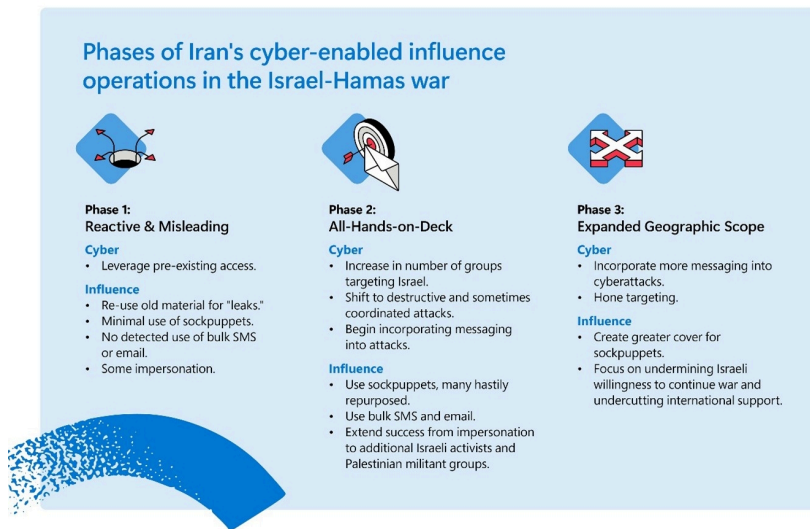 Phases of Iran's cyber-enabled influence
operations in the Israel-Hamas war
Phase 1:
Reactive & Misleading
Cyber
• Leverage pre-existing access.
Influence
• Re-use old material for "leaks."
• Minimal use of sockpuppets.
• No detected use of bulk SMS
or email.
• Some impersonation.
Phase 2:
All-Hands-on-Deck
Cyber
• Increase in number of groups
targeting Israel.
• Shift to destructive and sometimes
coordinated attacks.
• Begin incorporating messaging
into attacks.
Influence
• Use sockpuppets, many hastily
repurposed.
• Use bulk SMS and email.
• Extend success from impersonation
to additional Israeli activists and
Palestinian militant groups.
Phase 3:
Expanded Geographic Scope
Cyber
• Incorporate more messaging into
cyberattacks.
• Hone targeting.
Influence
• Create greater cover for
sockpuppets.
• Focus on undermining Israeli
willingness to continue war and
undercutting international support.